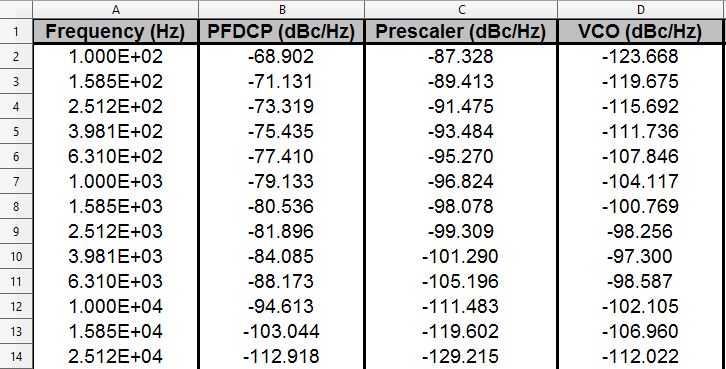 A B C D
1 Frequency (Hz) PFDCP (dBc/Hz) Prescaler (dBc/Hz) VCO (dBc/Hz)
2 1.000E+02 -68.902 -87.328 -123.668
3 1.585E+02 -71.131 -89.413 -119.675
4 2.512E+02 -73.319 -91.475 -115.692
5 3.981E+02 -75.435 -93.484 -111.736
6 6.310E+02 -77.410 -95.270 -107.846
7 1.000E+03 -79.133 -96.824 -104.117
8 1.585E+03 -80.536 -98.078 -100.769
9 2.512E+03 -81.896 -99.309 -98.256
10 3.981E+03 -84.085 -101.290 -97.300
11 6.310E+03 -88.173 -105.196 -98.587
12 1.000E+04 -94.613 -111.483 -102.105
13 1.585E+04 -103.044 -119.602 -106.960
14 2.512E+04 -112.918 -129.215 -112.022